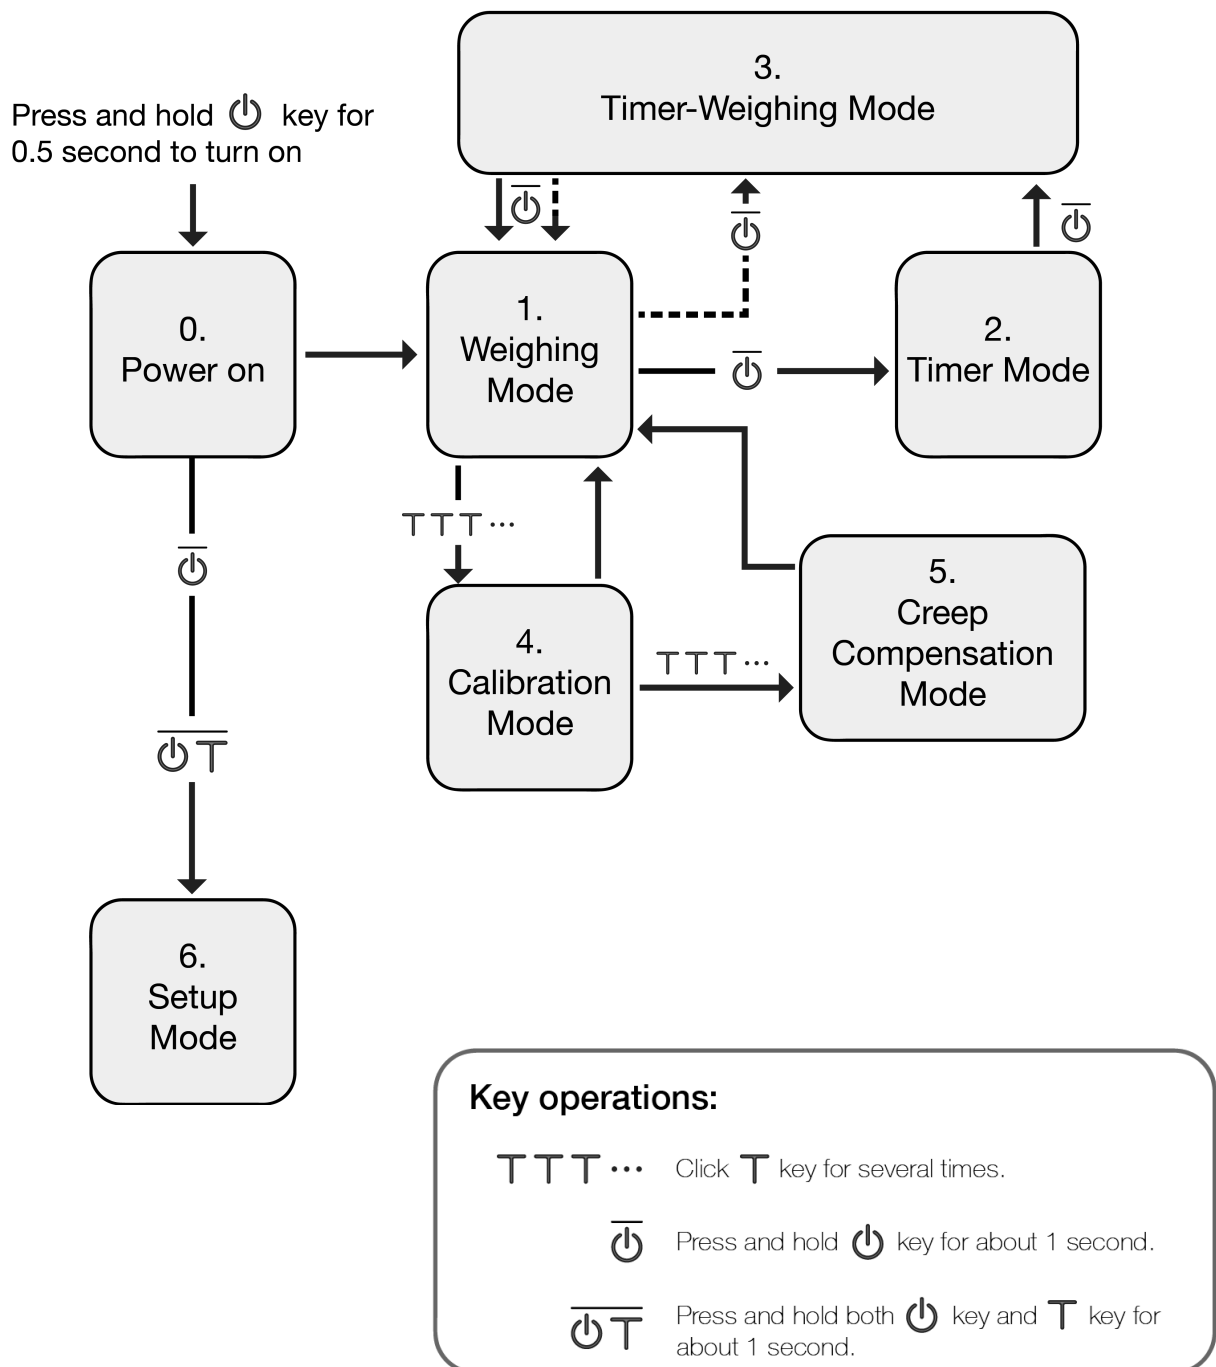 Press and hold key for
0.5 second to turn on
3.
Timer-Weighing Mode
0.
Power on
1.
Weighing
Mode
2.
Timer Mode
T T T ...
4.
Calibration
Mode
T T T ...
5.
Creep
Compensation
Mode
T
6.
Setup
Mode
Key operations:
T T T ... Click T key for several times.
Press and hold key for about 1 second.
T Press and hold both key and T key for
about 1 second.